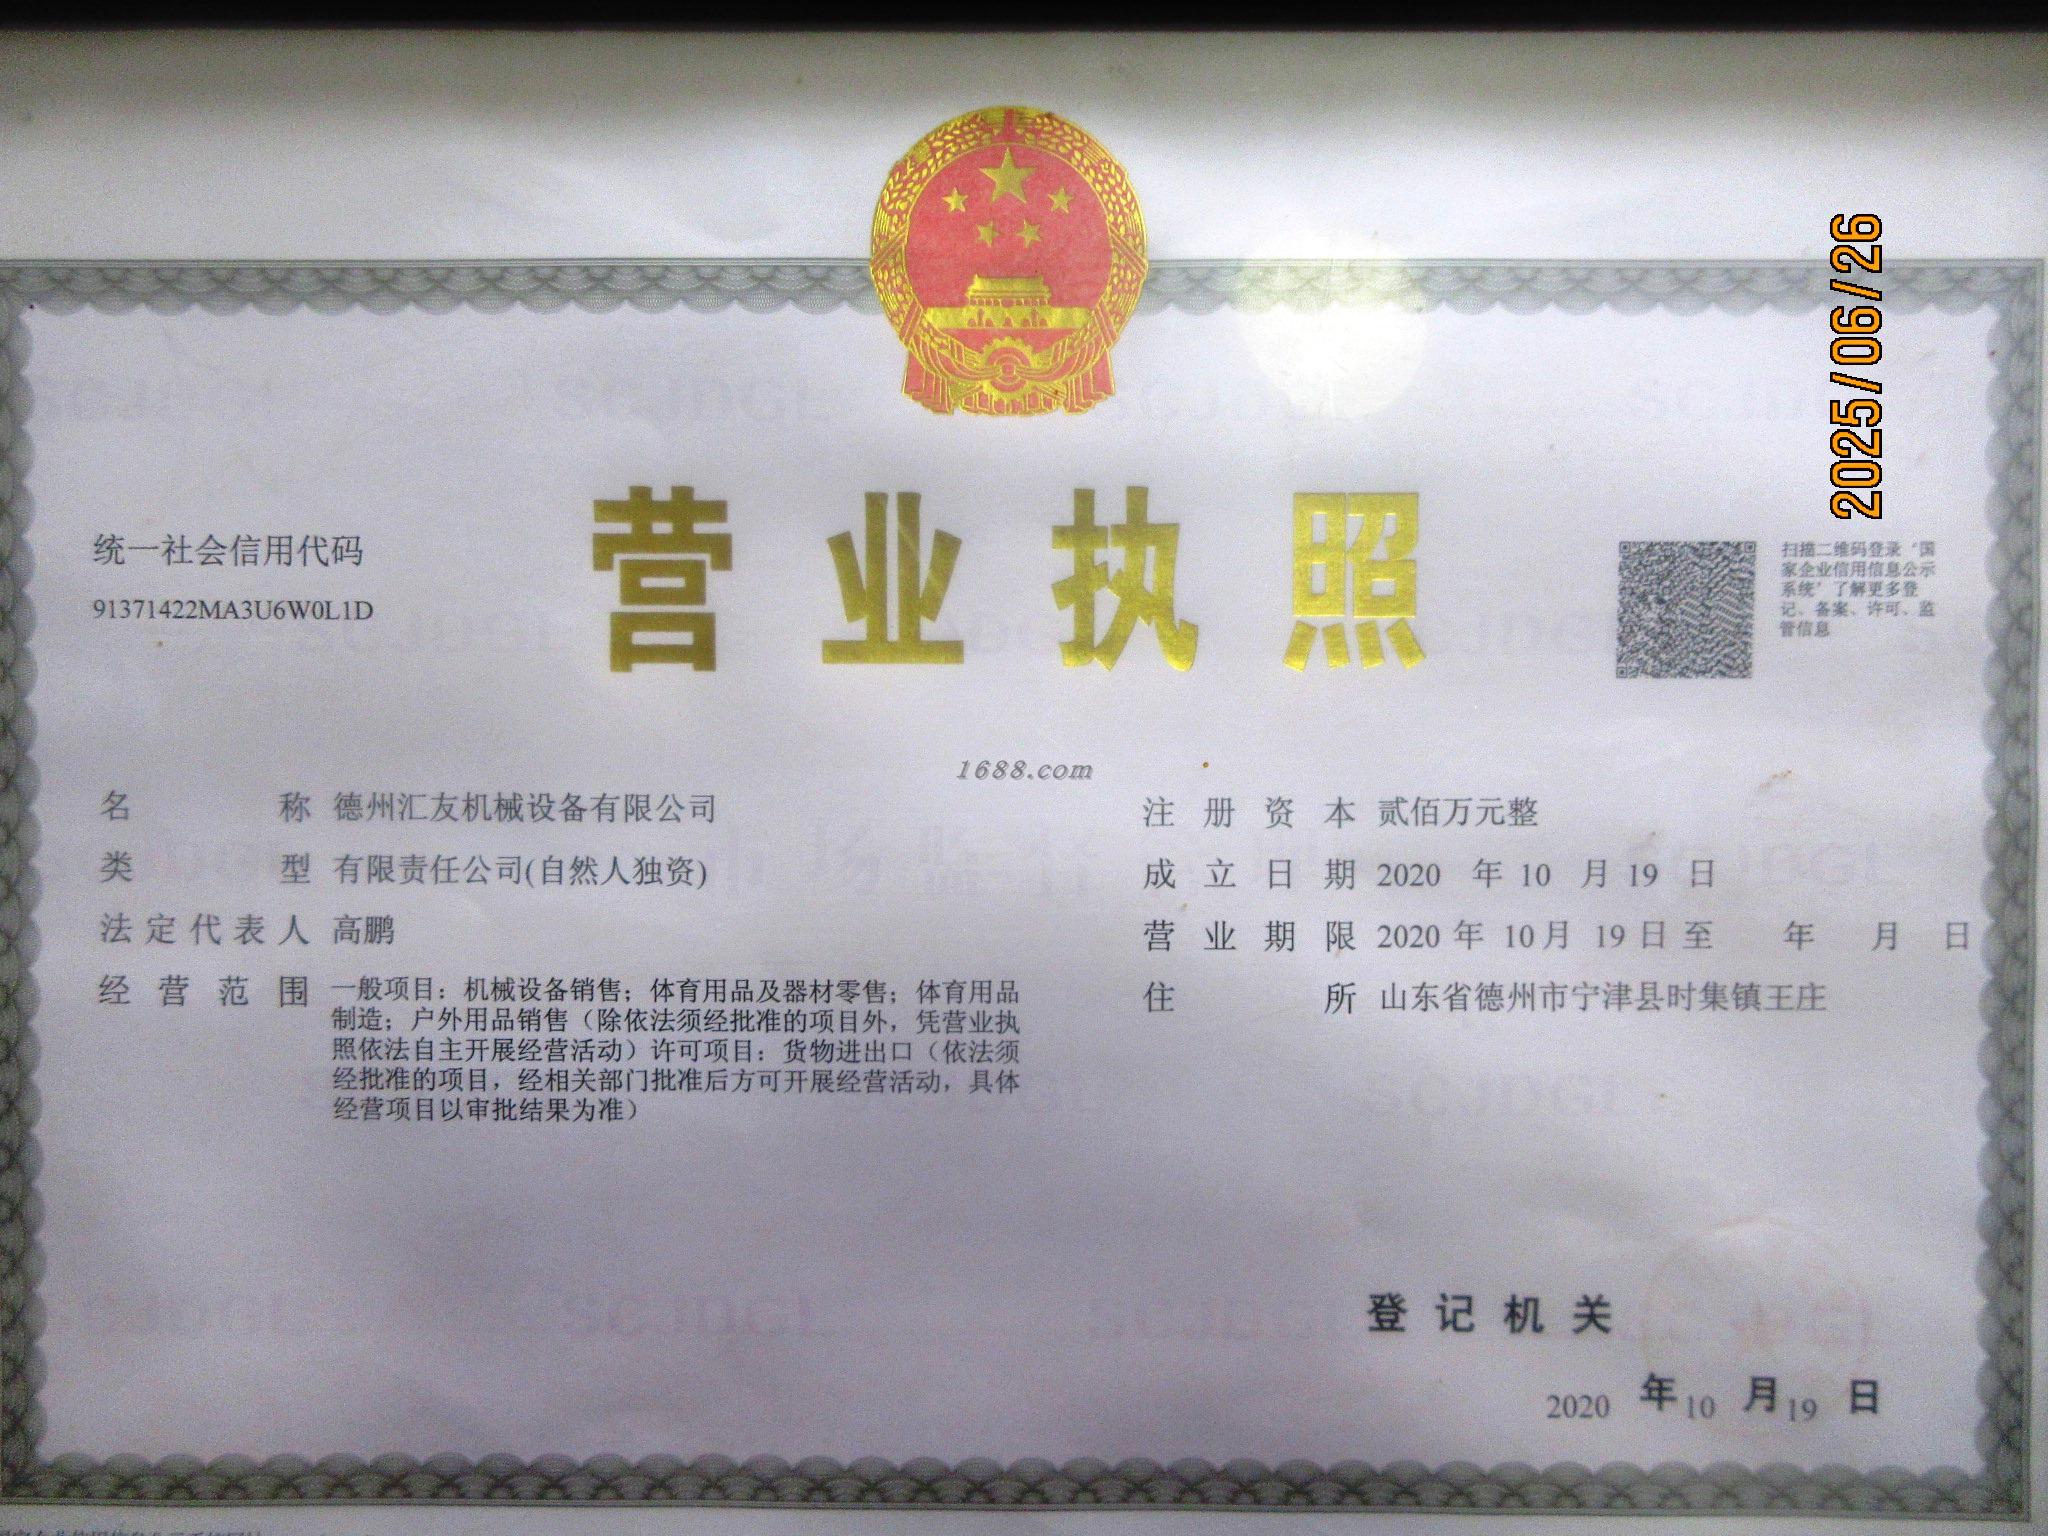 2025/06/26
营业执照
统一社会信用代码
91371422MA3U6W0L1D
扫描二维码登录‘国
家企业信用信息公示
系统’了解更多登
记、备案、许可、监
管信息
1688.com
名称 德州汇友机械设备有限公司
类型 有限责任公司(自然人独资)
法定代表人 高鹏
经营范围 一般项目：机械设备销售；体育用品及器材零售；体育用品
制造；户外用品销售（除依法须经批准的项目外，凭营业执
照依法自主开展经营活动）许可项目：货物进出口（依法须
经批准的项目，经相关部门批准后方可开展经营活动，具体
经营项目以审批结果为准）
注册资本 贰佰万元整
成立日期 2020 年 10 月 19 日
营业期限 2020 年 10 月 19 日 至 年 月 日
住所 山东省德州市宁津县时集镇王庄
登记机关
2020 年 10 月 19 日